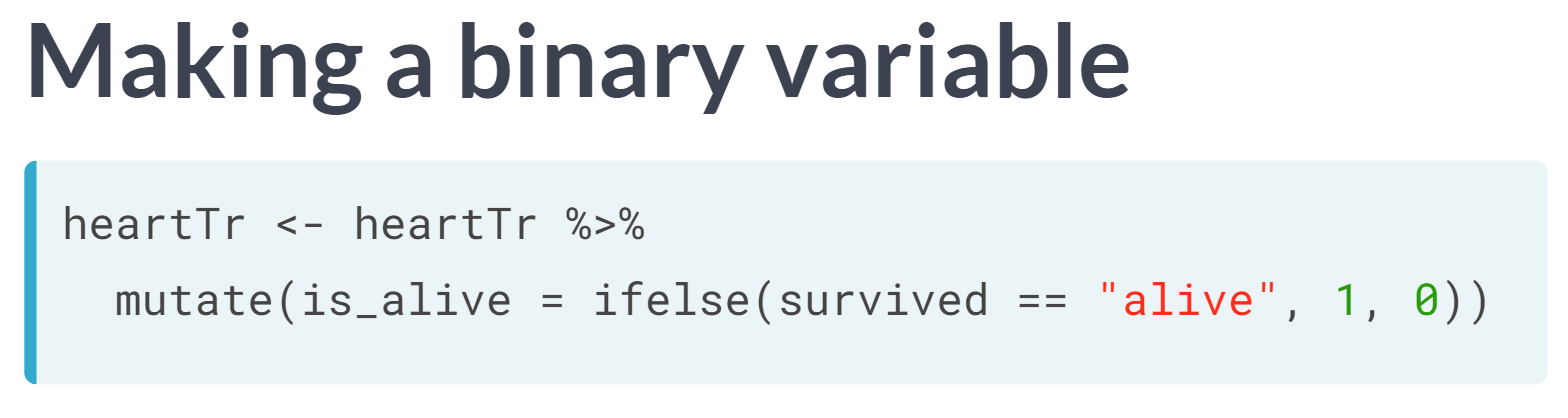 Making a binary variable
heartTr <- heartTr %>%
mutate(is_alive = ifelse(survived == "alive", 1, 0))